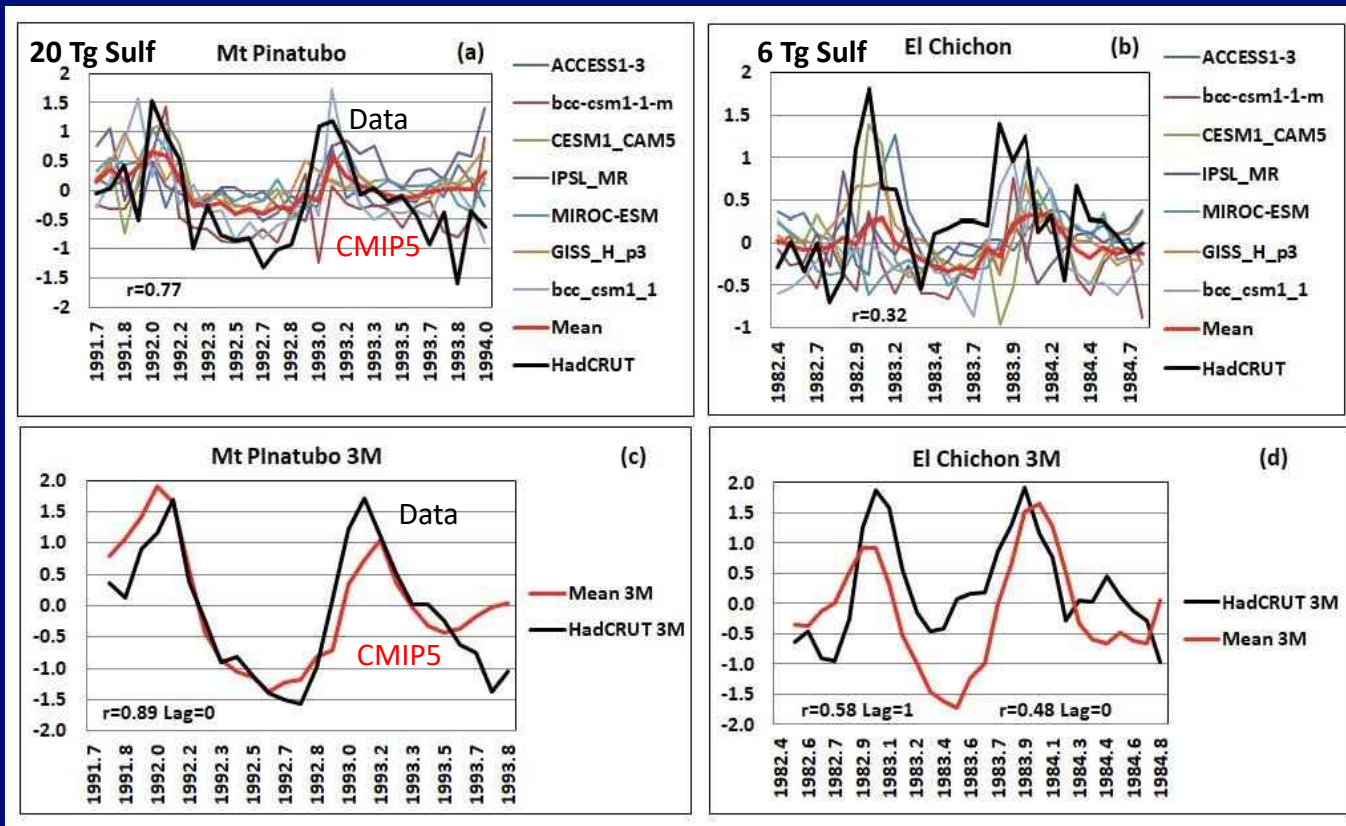 20 Tg Sulf
Mt Pinatubo
(a)
2
1.5
1
0.5
0
-0.5
-1
-1.5
-2
Data
CMIP5
r=0.77
1991.7
1991.8
1992.0
1992.2
1992.3
1992.5
1992.7
1992.8
1993.0
1993.2
1993.3
1993.5
1993.7
1993.8
1994.0
ACCESS1-3
bcc-csm1-1-m
CESM1_CAM5
IPSL_MR
MIROC-ESM
GISS_H_p3
bcc_csm1_1
Mean
HadCRUT
6 Tg Sulf
El Chichon
(b)
2
1.5
1
0.5
0
-0.5
-1
r=0.32
1982.4
1982.7
1982.9
1983.2
1983.4
1983.7
1983.9
1984.2
1984.4
1984.7
ACCESS1-3
bcc-csm1-1-m
CESM1_CAM5
IPSL_MR
MIROC-ESM
GISS_H_p3
bcc_csm1_1
Mean
HadCRUT
Mt PInatubo 3M
(c)
2.0
1.5
1.0
0.5
0.0
-0.5
-1.0
-1.5
-2.0
Data
CMIP5
r=0.89 Lag=0
1991.7
1991.8
1992.0
1992.2
1992.3
1992.5
1992.7
1992.8
1993.0
1993.2
1993.3
1993.5
1993.7
1993.8
Mean 3M
HadCRUT 3M
El Chichon 3M
(d)
2.0
1.5
1.0
0.5
0.0
-0.5
-1.0
-1.5
-2.0
r=0.58 Lag=1
r=0.48 Lag=0
1982.4
1982.6
1982.7
1982.9
1983.1
1983.2
1983.4
1983.6
1983.7
1983.9
1984.1
1984.3
1984.4
1984.6
1984.8
HadCRUT 3M
Mean 3M